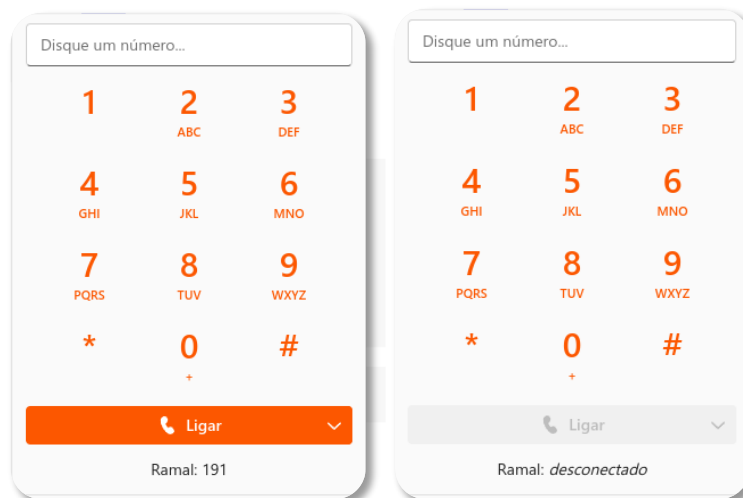 Disque um número...
1 2 3
ABC DEF
4 5 6
GHI JKL MNO
7 8 9
PQRS TUV WXYZ
* 0 #
+
Ligar
Ramal: 191
Disque um número...
1 2 3
ABC DEF
4 5 6
GHI JKL MNO
7 8 9
PQRS TUV WXYZ
* 0 #
+
Ligar
Ramal: desconectado